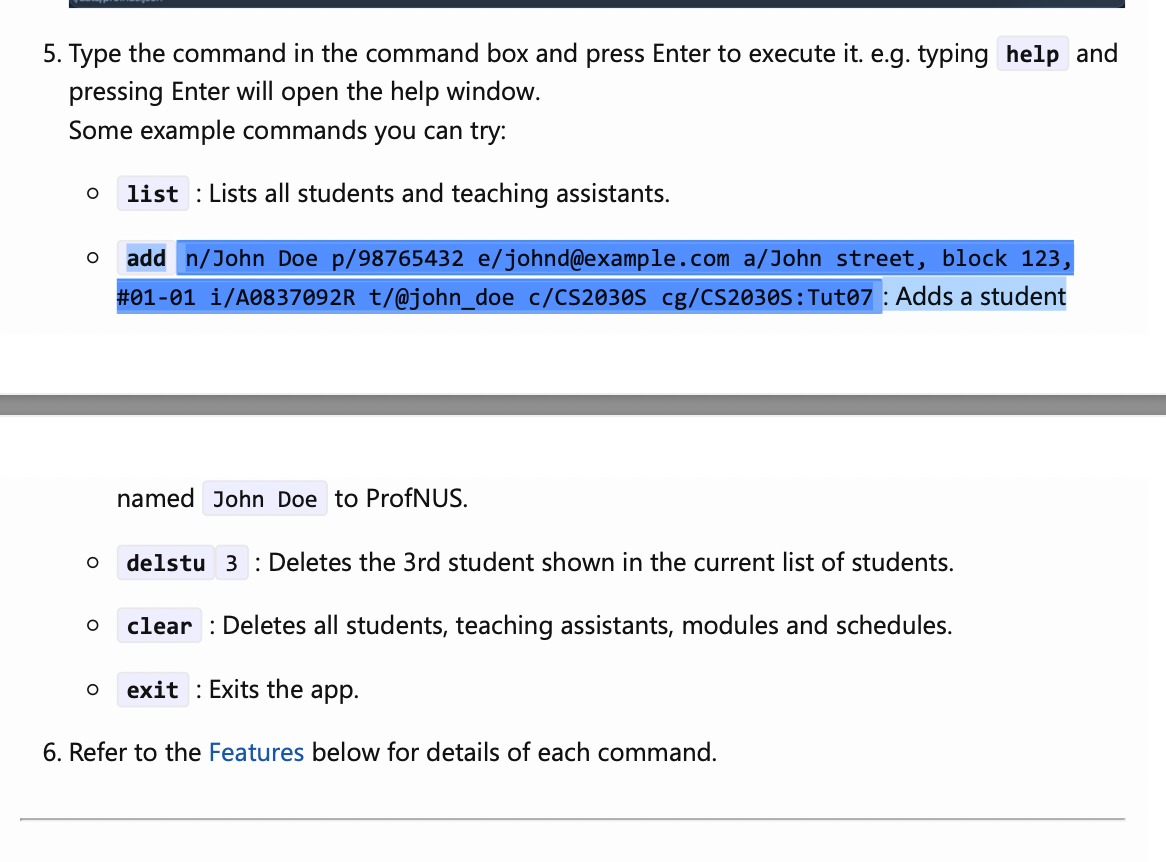 5. Type the command in the command box and press Enter to execute it. e.g. typing help and
pressing Enter will open the help window.
Some example commands you can try:
list : Lists all students and teaching assistants.
add n/John Doe p/98765432 e/johnd@example.com a/John street, block 123,
#01-01 i/A0837092R t/@john_doe c/CS2030S cg/CS2030S:Tut07 : Adds a student
named John Doe to ProfNUS.
delstu 3 : Deletes the 3rd student shown in the current list of students.
clear : Deletes all students, teaching assistants, modules and schedules.
exit : Exits the app.
6. Refer to the Features below for details of each command.